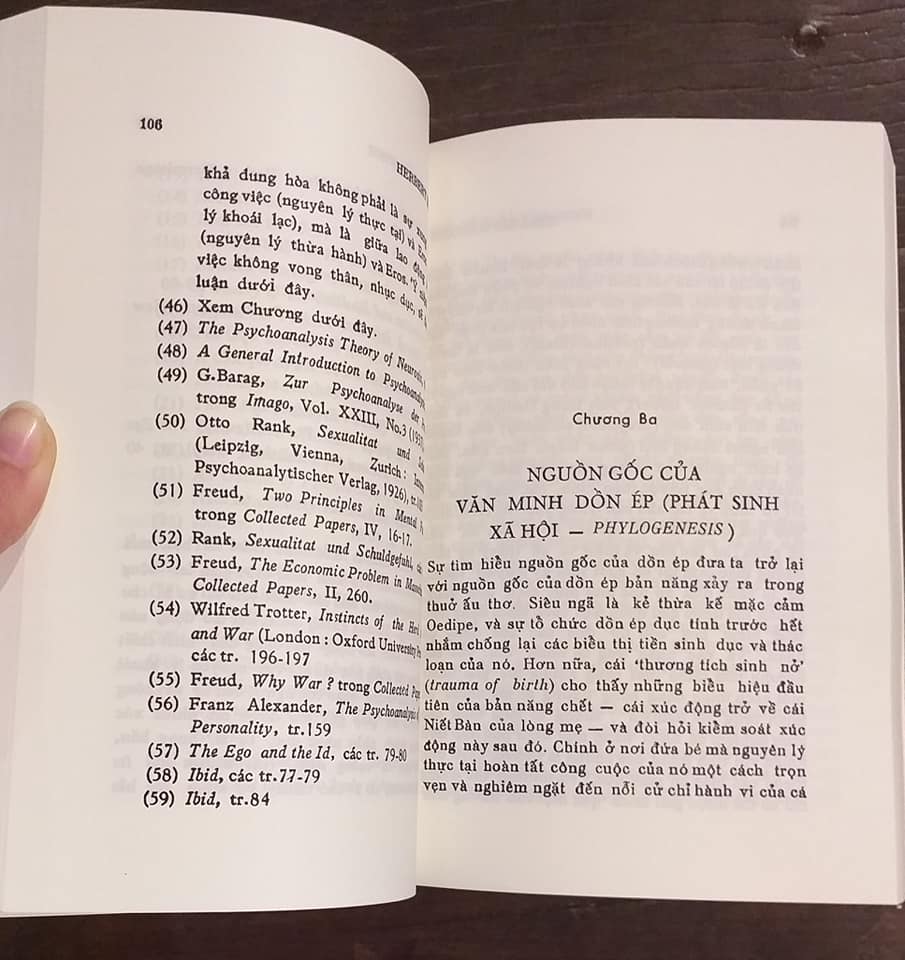 106
HERBERT
khả dung hòa không phải là sự xung
công việc (nguyên lý thực tại) và Eros
lý khoái lạc), mà là giữa lao động
(nguyên lý thừa hành) và Eros.
việc không vong thân, nhục dục, sẽ
luận dưới đây.
(46) Xem Chương dưới đây.
(47) The Psychoanalysis Theory of Neurosis,
(48) A General Introduction to Psychoanalysis
(49) G.Barag, Zur Psychoanalyse der
trong Imago, Vol. XXIII, No.3
(50) Otto Rank, Sexualitat und
(Leipzig, Vienna, Zurich :
Psychoanalytischer Verlag, 1926),
(51) Freud, Two Principles in Mental
trong Collected Papers, IV, 16-17.
(52) Rank, Sexualitat und Schuldgefuhl,
(53) Freud, The Economic Problem in
Collected Papers, II, 260.
(54) Wilfred Trotter, Instincts of the
and War (London : Oxford University
các tr. 196-197
(55) Freud, Why War ? trong Collected
(56) Franz Alexander, The Psychoanalysis
Personality, tr.159
(57) The Ego and the Id, các tr. 79-80
(58) Ibid, các tr.77-79
(59) Ibid, tr.84
Chương Ba
NGUỒN GỐC CỦA
VĂN MINH DỒN ÉP (PHÁT SINH
XÃ HỘI – PHYLOGENESIS )
Sự tìm hiểu nguồn gốc của dồn ép đưa ta trở lại
với nguồn gốc của dồn ép bản năng xảy ra trong
thuở ấu thơ. Siêu ngã là kẻ thừa kế mặc cảm
Oedipe, và sự tổ chức dồn ép dục tính trước hết
nhắm chống lại các biểu thị tiền sinh dục và thác
loạn của nó. Hơn nữa, cái ‘thương tích sinh nở’
(trauma of birth) cho thấy những biểu hiệu đầu
tiên của bản năng chết — cái xúc động trở về cái
Niết Bàn của lòng mẹ — và đòi hỏi kiểm soát xúc
động này sau đó. Chính ở nơi đứa bé mà nguyên lý
thực tại hoàn tất công cuộc của nó một cách trọn
vẹn và nghiêm ngặt đến nỗi cử chỉ hành vi của cá